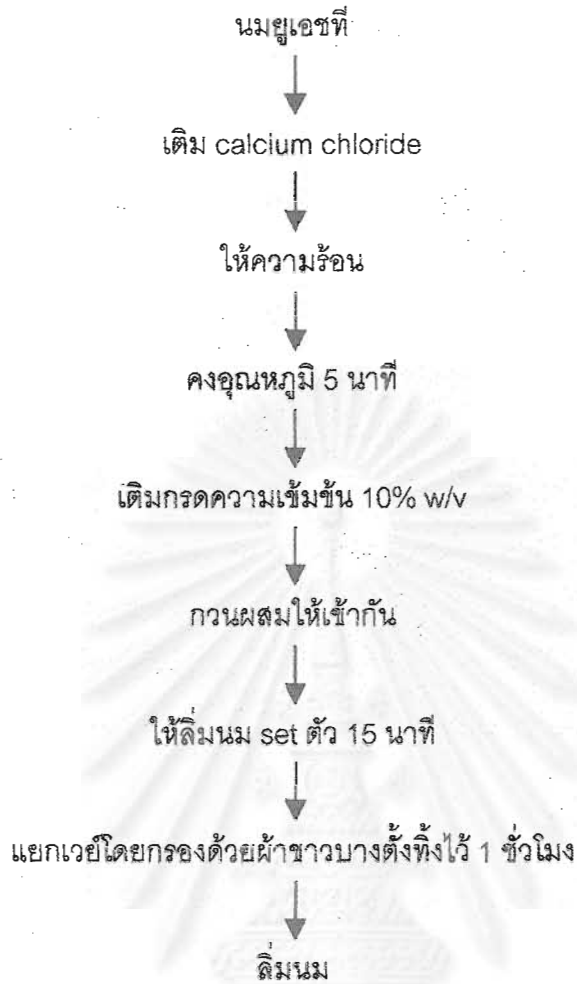 นมยูเอชที
เติม calcium chloride
ให้ความร้อน
คงอุณหภูมิ 5 นาที
เติมกรดความเข้มข้น 10% w/v
กวนผสมให้เข้ากัน
ให้ลิ่มนม set ตัว 15 นาที
แยกเวย์โดยกรองด้วยผ้าขาวบางตั้งทิ้งไว้ 1 ชั่วโมง
ลิ่มนม